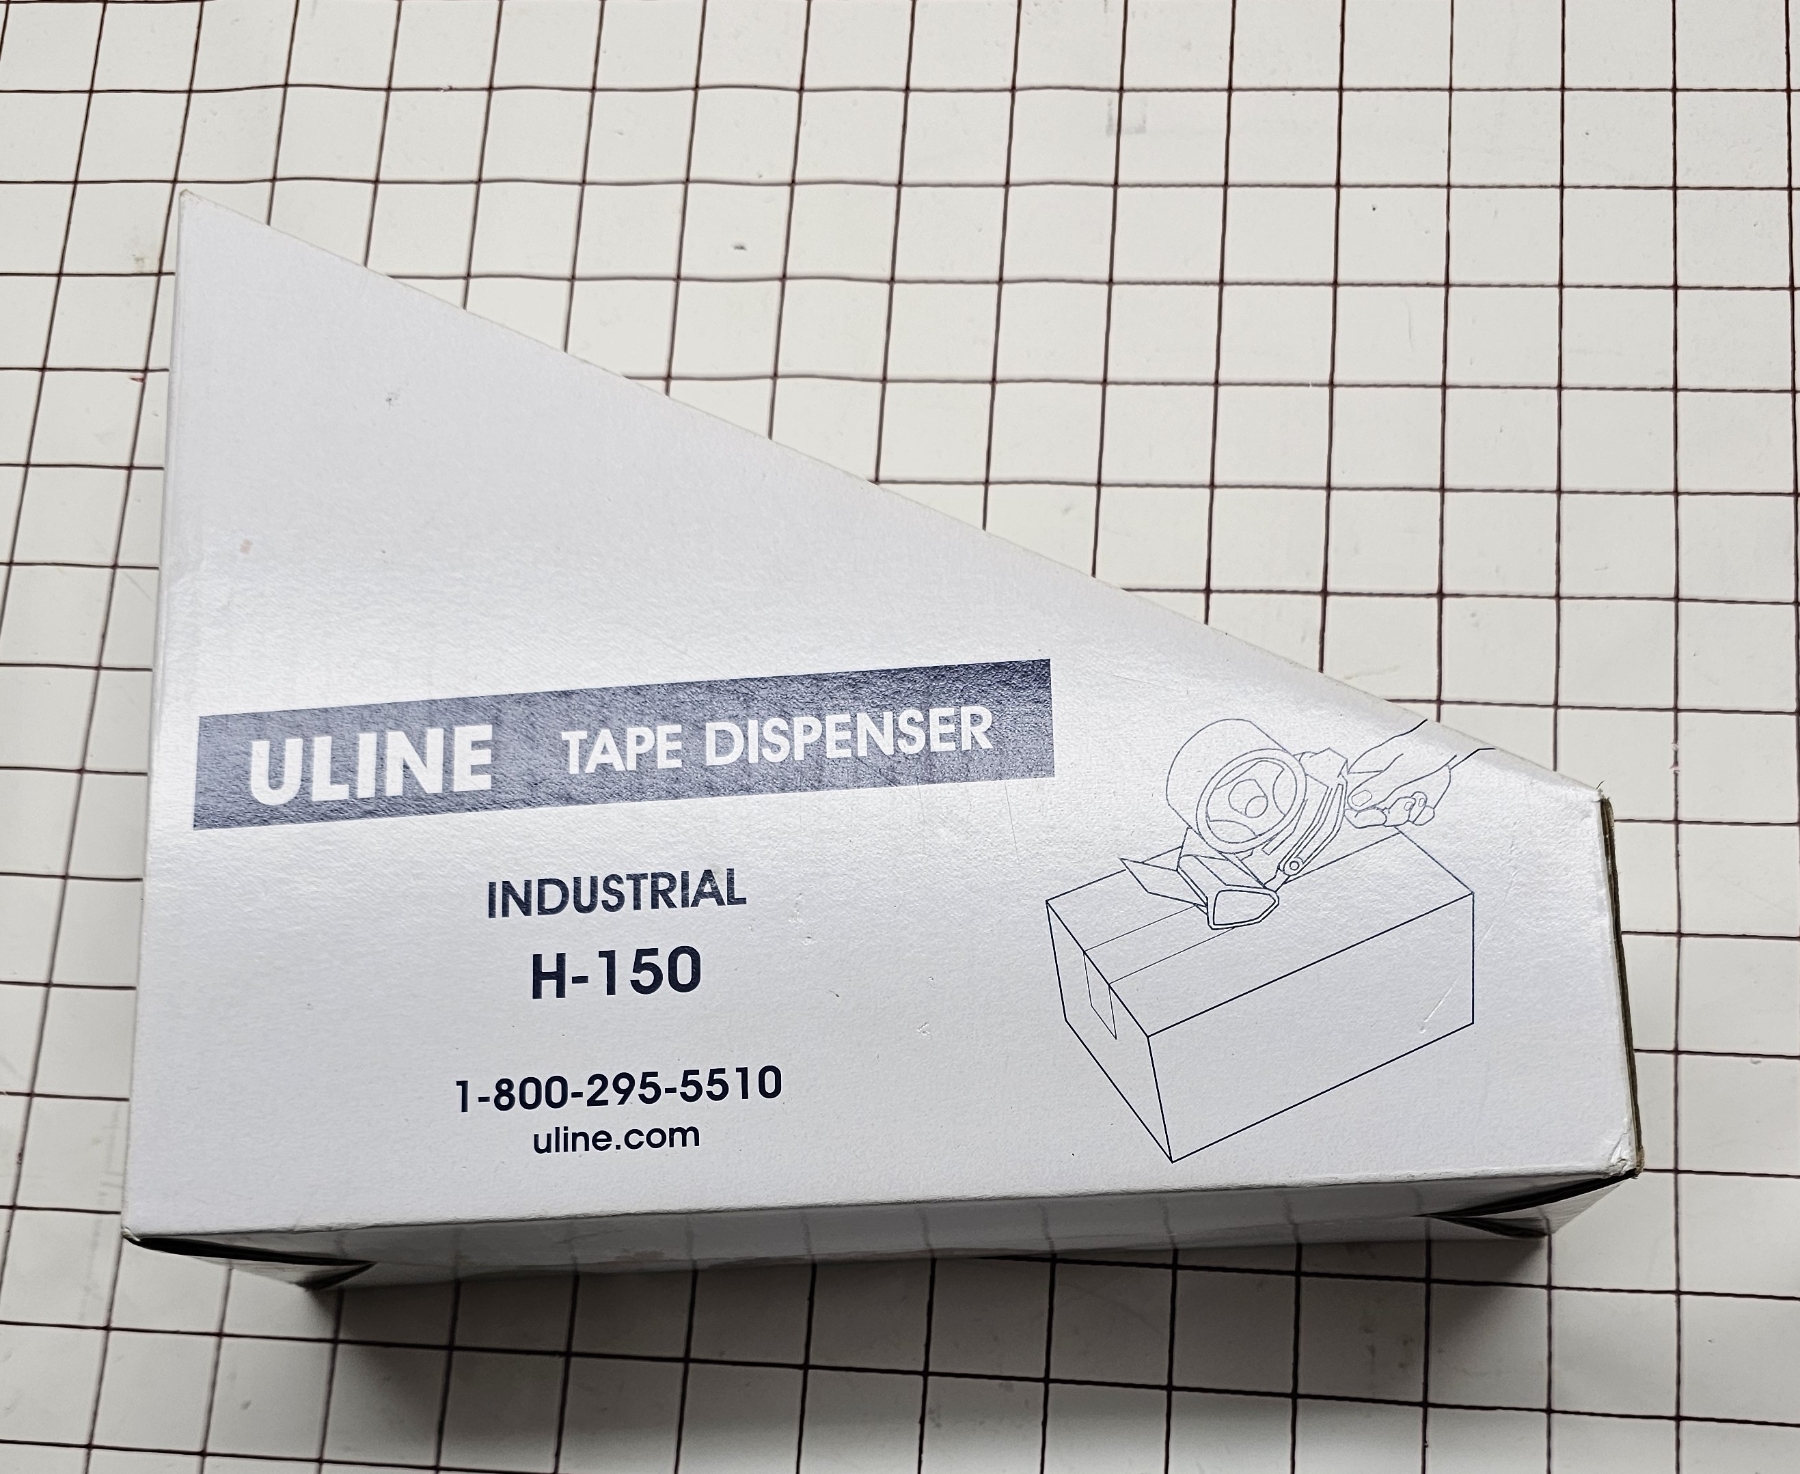 ULINE TAPE DISPENSER
INDUSTRIAL
H-150
1-800-295-5510
uline.com